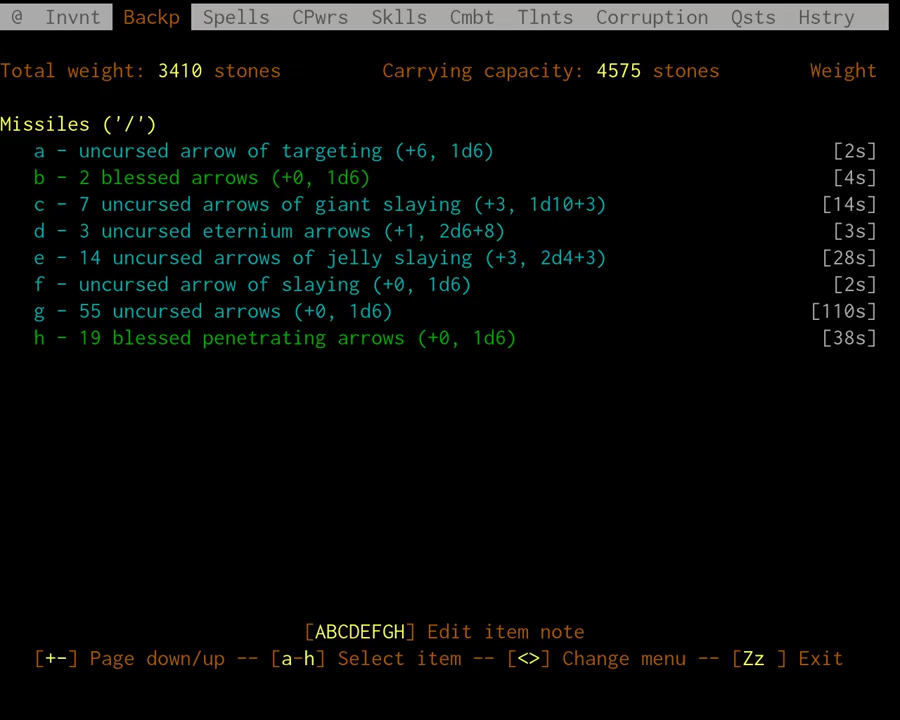 @ Invnt Backp Spells CPwrs Sklls Cmbt Tlnts Corruption Qsts Hstry
Total weight: 3410 stones Carrying capacity: 4575 stones Weight
Missiles ('/')
a - uncursed arrow of targeting (+6, 1d6) [2s]
b - 2 blessed arrows (+0, 1d6) [4s]
c - 7 uncursed arrows of giant slaying (+3, 1d10+3) [14s]
d - 3 uncursed eternium arrows (+1, 2d6+8) [3s]
e - 14 uncursed arrows of jelly slaying (+3, 2d4+3) [28s]
f - uncursed arrow of slaying (+0, 1d6) [2s]
g - 55 uncursed arrows (+0, 1d6) [110s]
h - 19 blessed penetrating arrows (+0, 1d6) [38s]
[ABCDEFGH] Edit item note
[+-] Page down/up -- [a-h] Select item -- [<>] Change menu -- [Zz ] Exit